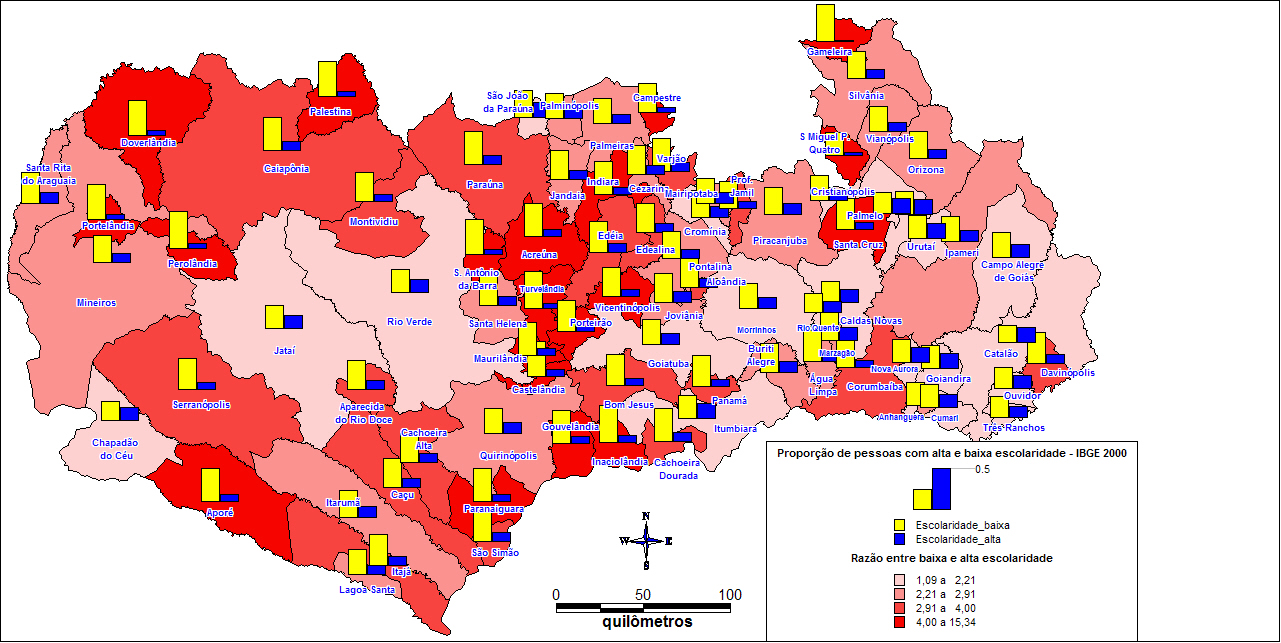 Gameleira
Silvânia
São João
da Paraúna
Palminópolis
Campestre
Palestina
Doverlândia
S Miguel P.
Quatro
Vianópolis
Palmeiras
Varjão
Caiapônia
Orizona
Santa Rita
do Araguaia
Paraúna
Jandaia
Indiara
Cezarina
Mairipotaba
Prof.
Jamil
Cristianópolis
Montividiu
Portelândia
Palmelo
Cromínia
Edéia
Edealina
Piracanjuba
Santa Cruz
Urutaí
Ipameri
Acreúna
Perolândia
Pontalina
Aloândia
Campo Alegre
de Goiás
S. Antônio
da Barra
Turvelândia
Mineiros
Vicentinópolis
Joviânia
Rio Verde
Santa Helena
Porteirão
Morrinhos
Rio Quente
Caldas Novas
Jataí
Maurilândia
Goiatuba
Buriti
Alegre
Marzagão
Catalão
Nova Aurora
Goiandira
Davinópolis
Água
Limpa
Corumbaíba
Castelândia
Serranópolis
Aparecida
do Rio Doce
Bom Jesus
Panamá
Ouvidor
Anhanguera
Cumari
Três Ranchos
Itumbiara
Gouvelândia
Cachoeira
Alta
Chapadão
do Céu
Quirinópolis
Inaciolândia
Cachoeira
Dourada
Caçu
Itarumã
Paranaiguara
Aporé
São Simão
Itajá
Lagoa Santa
N
W
E
S
0
50
100
quilômetros
Proporção de pessoas com alta e baixa escolaridade - IBGE 2000
0.5
Escolaridade_baixa
Escolaridade_alta
Razão entre baixa e alta escolaridade
1,09 a 2,21
2,21 a 2,91
2,91 a 4,00
4,00 a 15,34